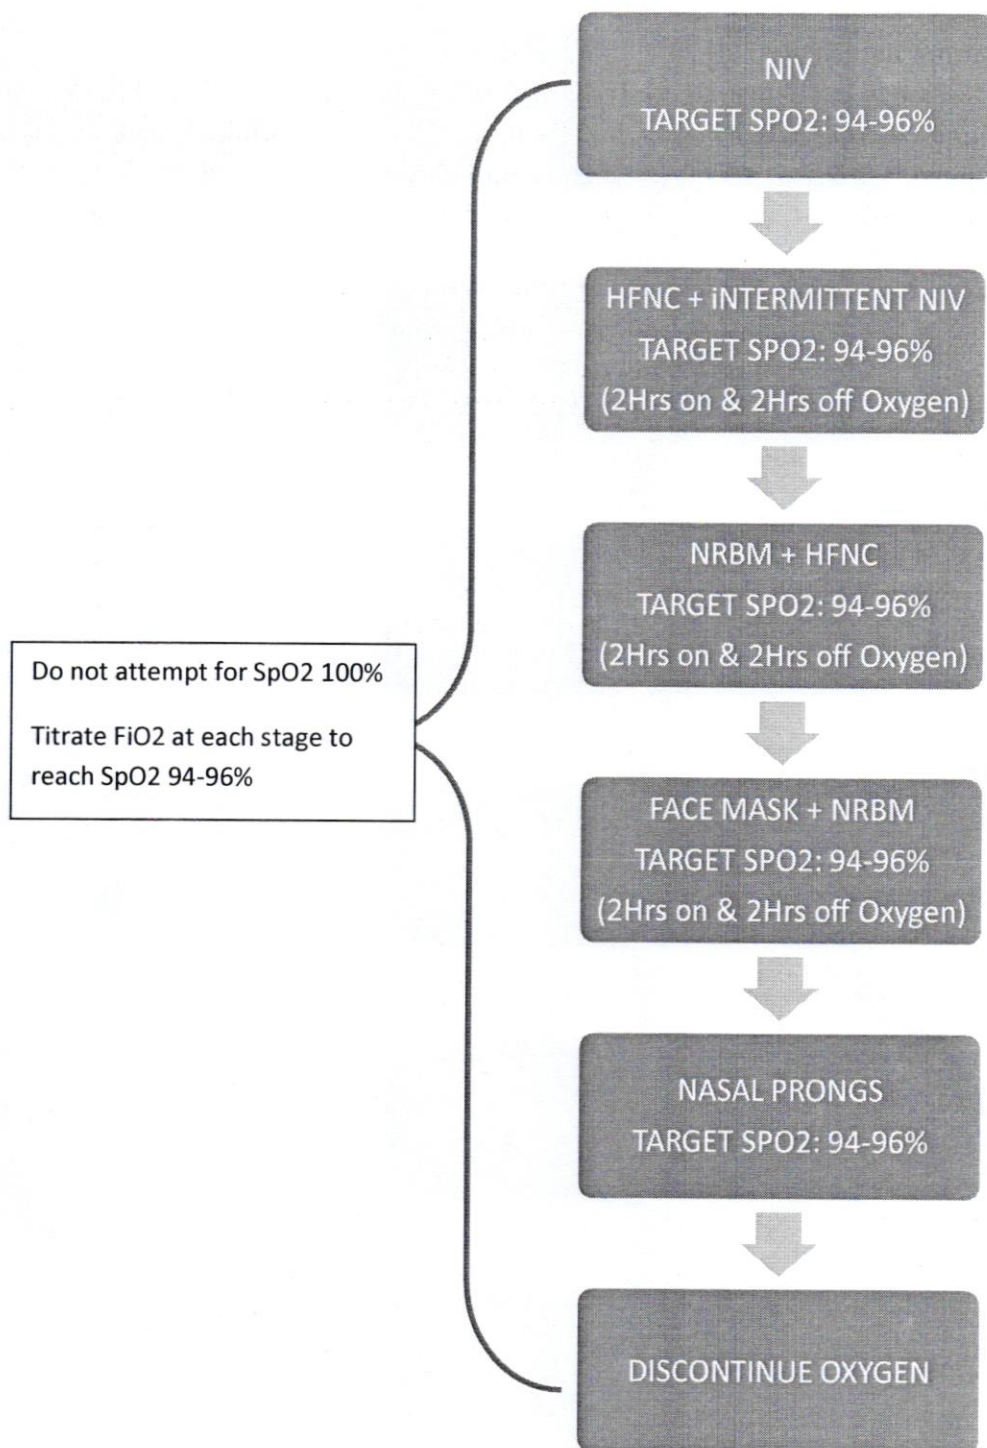 NIV
TARGET SPO2: 94-96%
HFNC + iNTERMITTENT NIV
TARGET SPO2: 94-96%
(2Hrs on & 2Hrs off Oxygen)
NRBM + HFNC
TARGET SPO2: 94-96%
(2Hrs on & 2Hrs off Oxygen)
Do not attempt for SpO2 100%
Titrate FiO2 at each stage to
reach SpO2 94-96%
FACE MASK + NRBM
TARGET SPO2: 94-96%
(2Hrs on & 2Hrs off Oxygen)
NASAL PRONGS
TARGET SPO2: 94-96%
DISCONTINUE OXYGEN